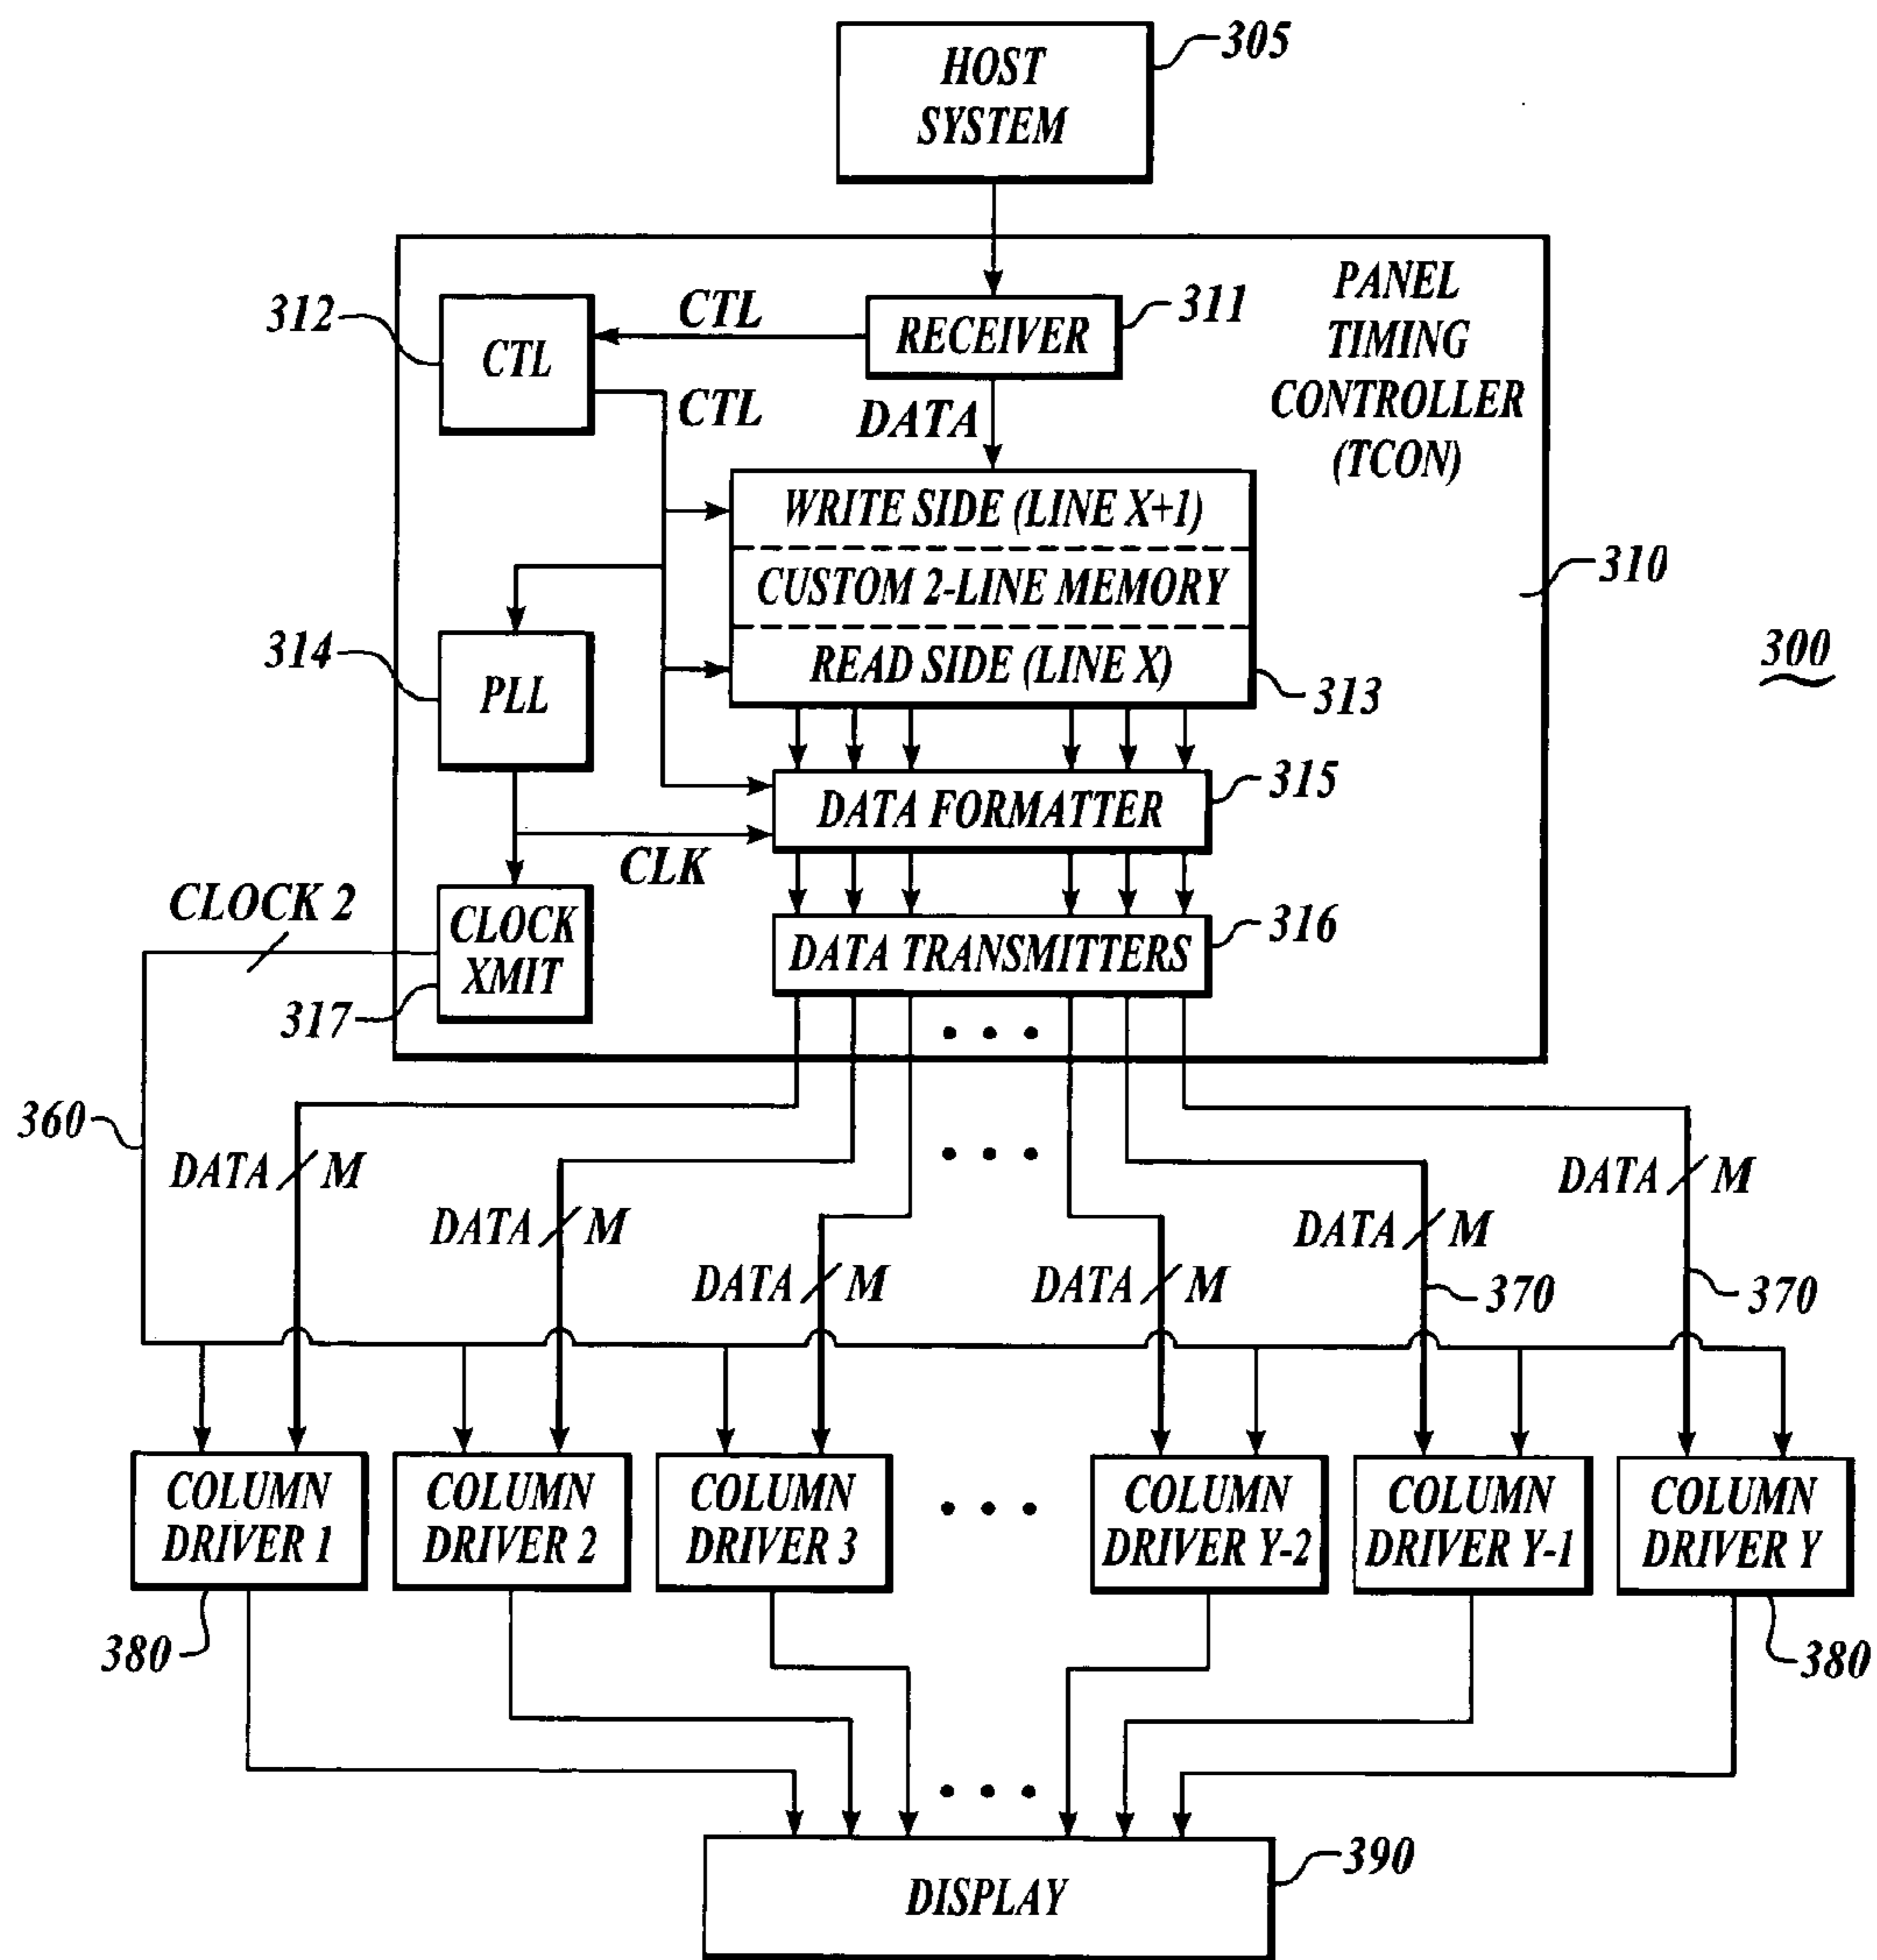 HOST
SYSTEM
305
PANEL
TIMING
CONTROLLER
(TCON)
312
CTL
CTL
RECEIVER
311
CTL
DATA
WRITE SIDE (LINE X+1)
CUSTOM 2-LINE MEMORY
READ SIDE (LINE X)
310
300
313
314
PLL
DATA FORMATTER
315
CLK
CLOCK 2
CLOCK
XMIT
317
DATA TRANSMITTERS
316
360
DATA M
DATA M
DATA M
DATA M
DATA M
DATA M
370
370
COLUMN
DRIVER 1
COLUMN
DRIVER 2
COLUMN
DRIVER 3
COLUMN
DRIVER Y-2
COLUMN
DRIVER Y-1
COLUMN
DRIVER Y
380
380
DISPLAY
390